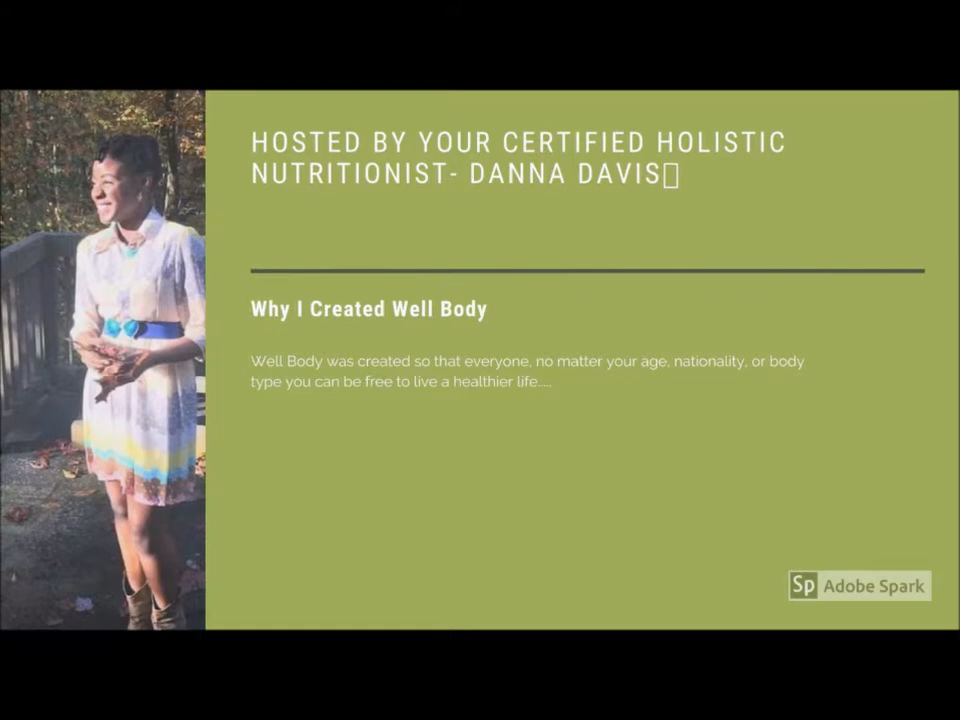 HOSTED BY YOUR CERTIFIED HOLISTIC
NUTRITIONIST- DANNA DAVIS
Why I Created Well Body
Well Body was created so that everyone, no matter your age, nationality, or body
type you can be free to live a healthier life.....
Sp Adobe Spark